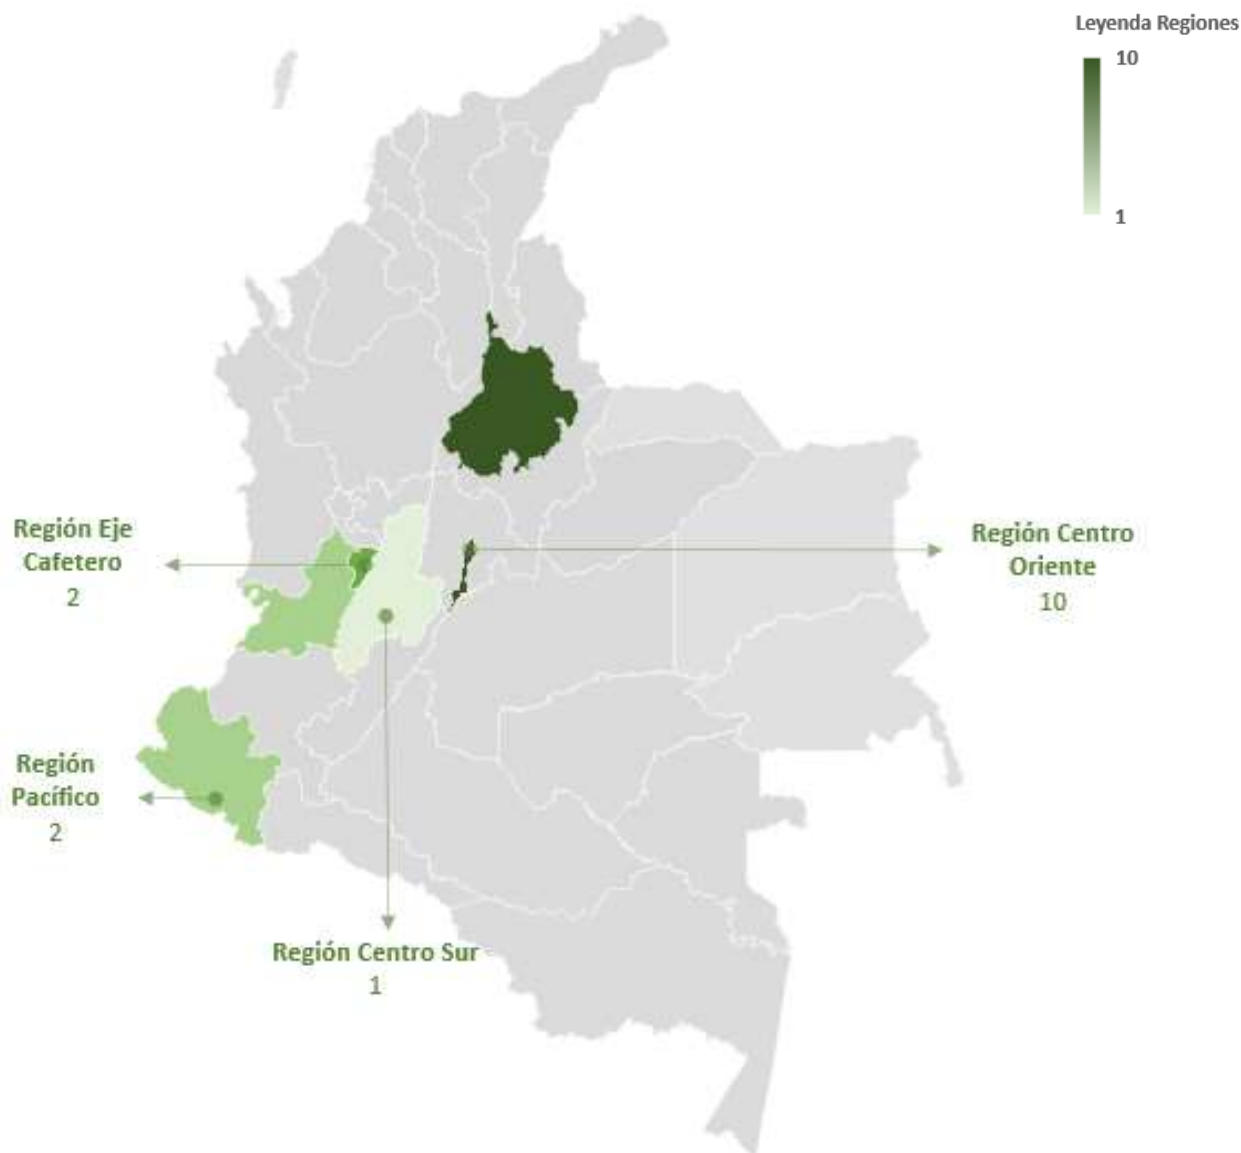 Leyenda Regiones
10
1
Región Eje
Cafetero
2
Región Centro
Oriente
10
Región
Pacífico
2
Región Centro Sur
1